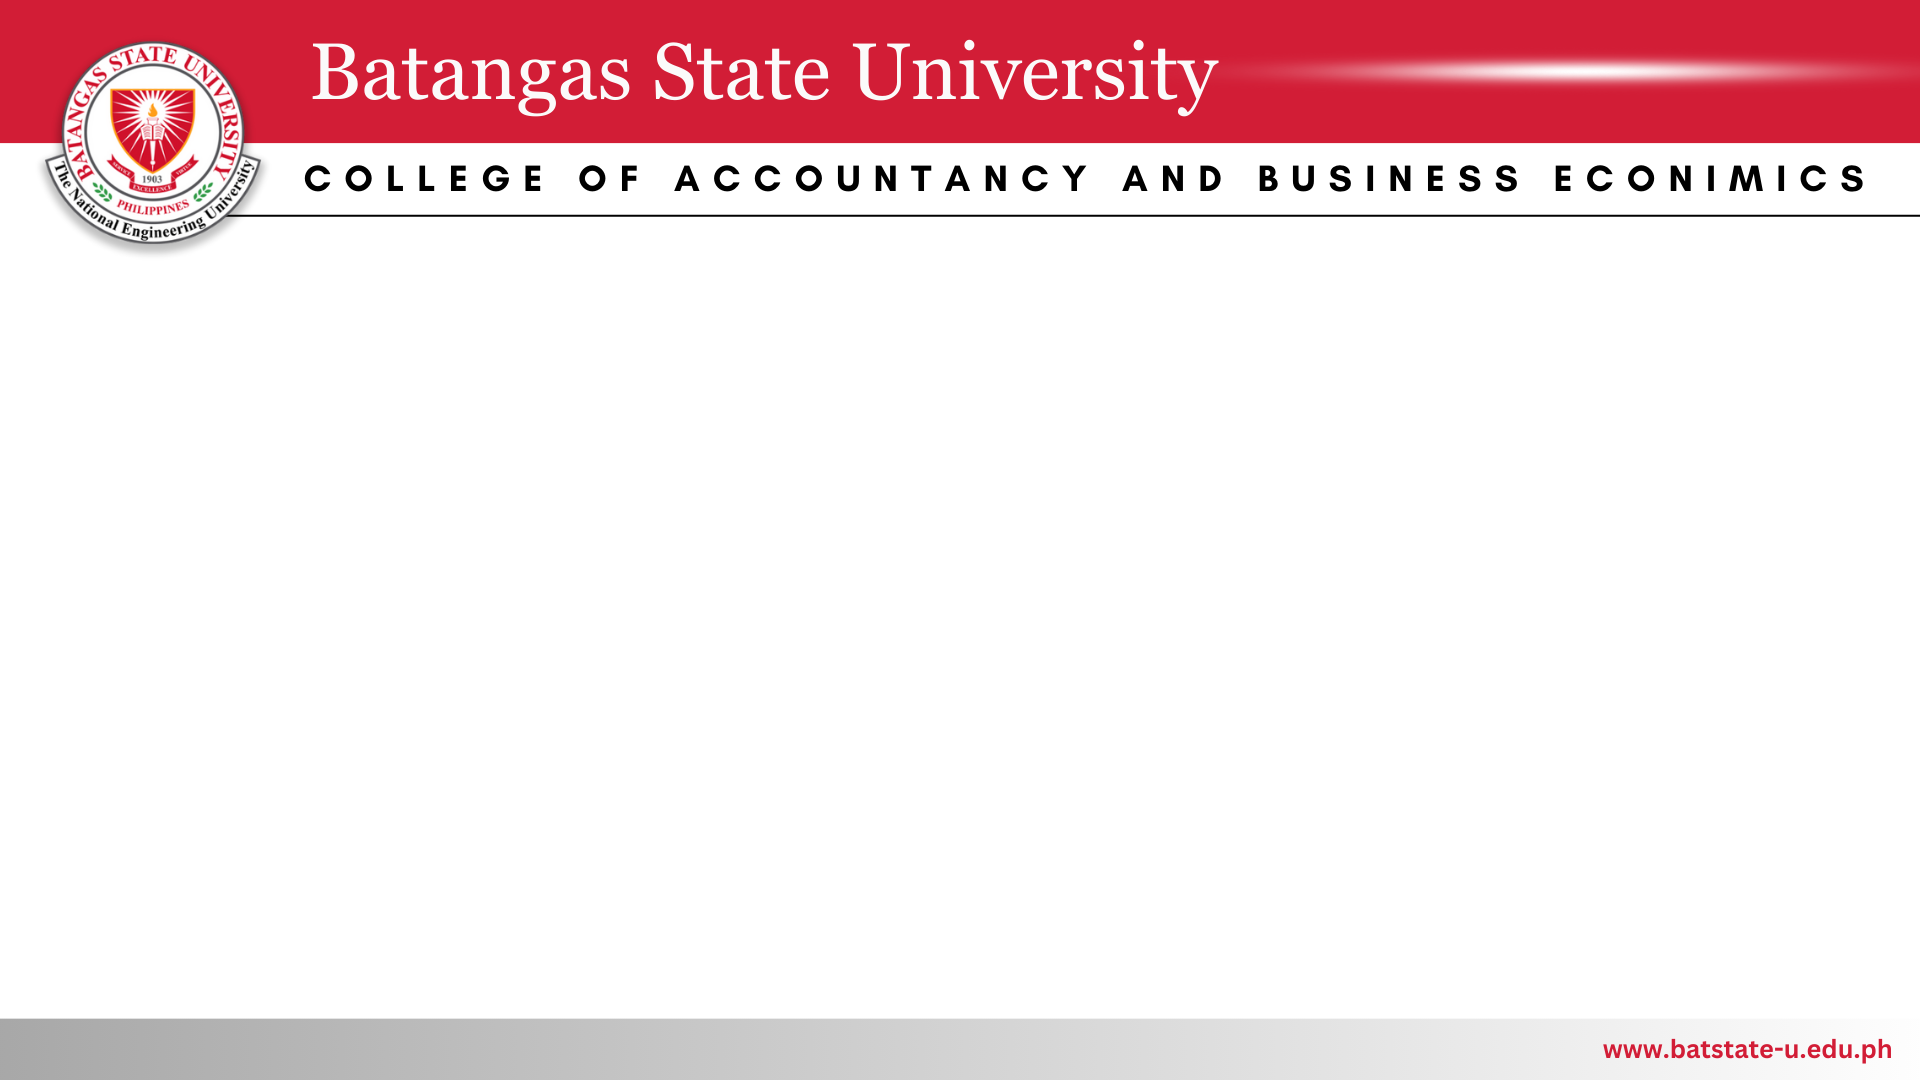 Batangas State University
COLLEGE OF ACCOUNTANCY AND BUSINESS ECONIMICS
BATANGAS STATE UNIVERSITY
1903
EXCELLENCE
PHILIPPINES
The National Engineering University
www.batstate-u.edu.ph